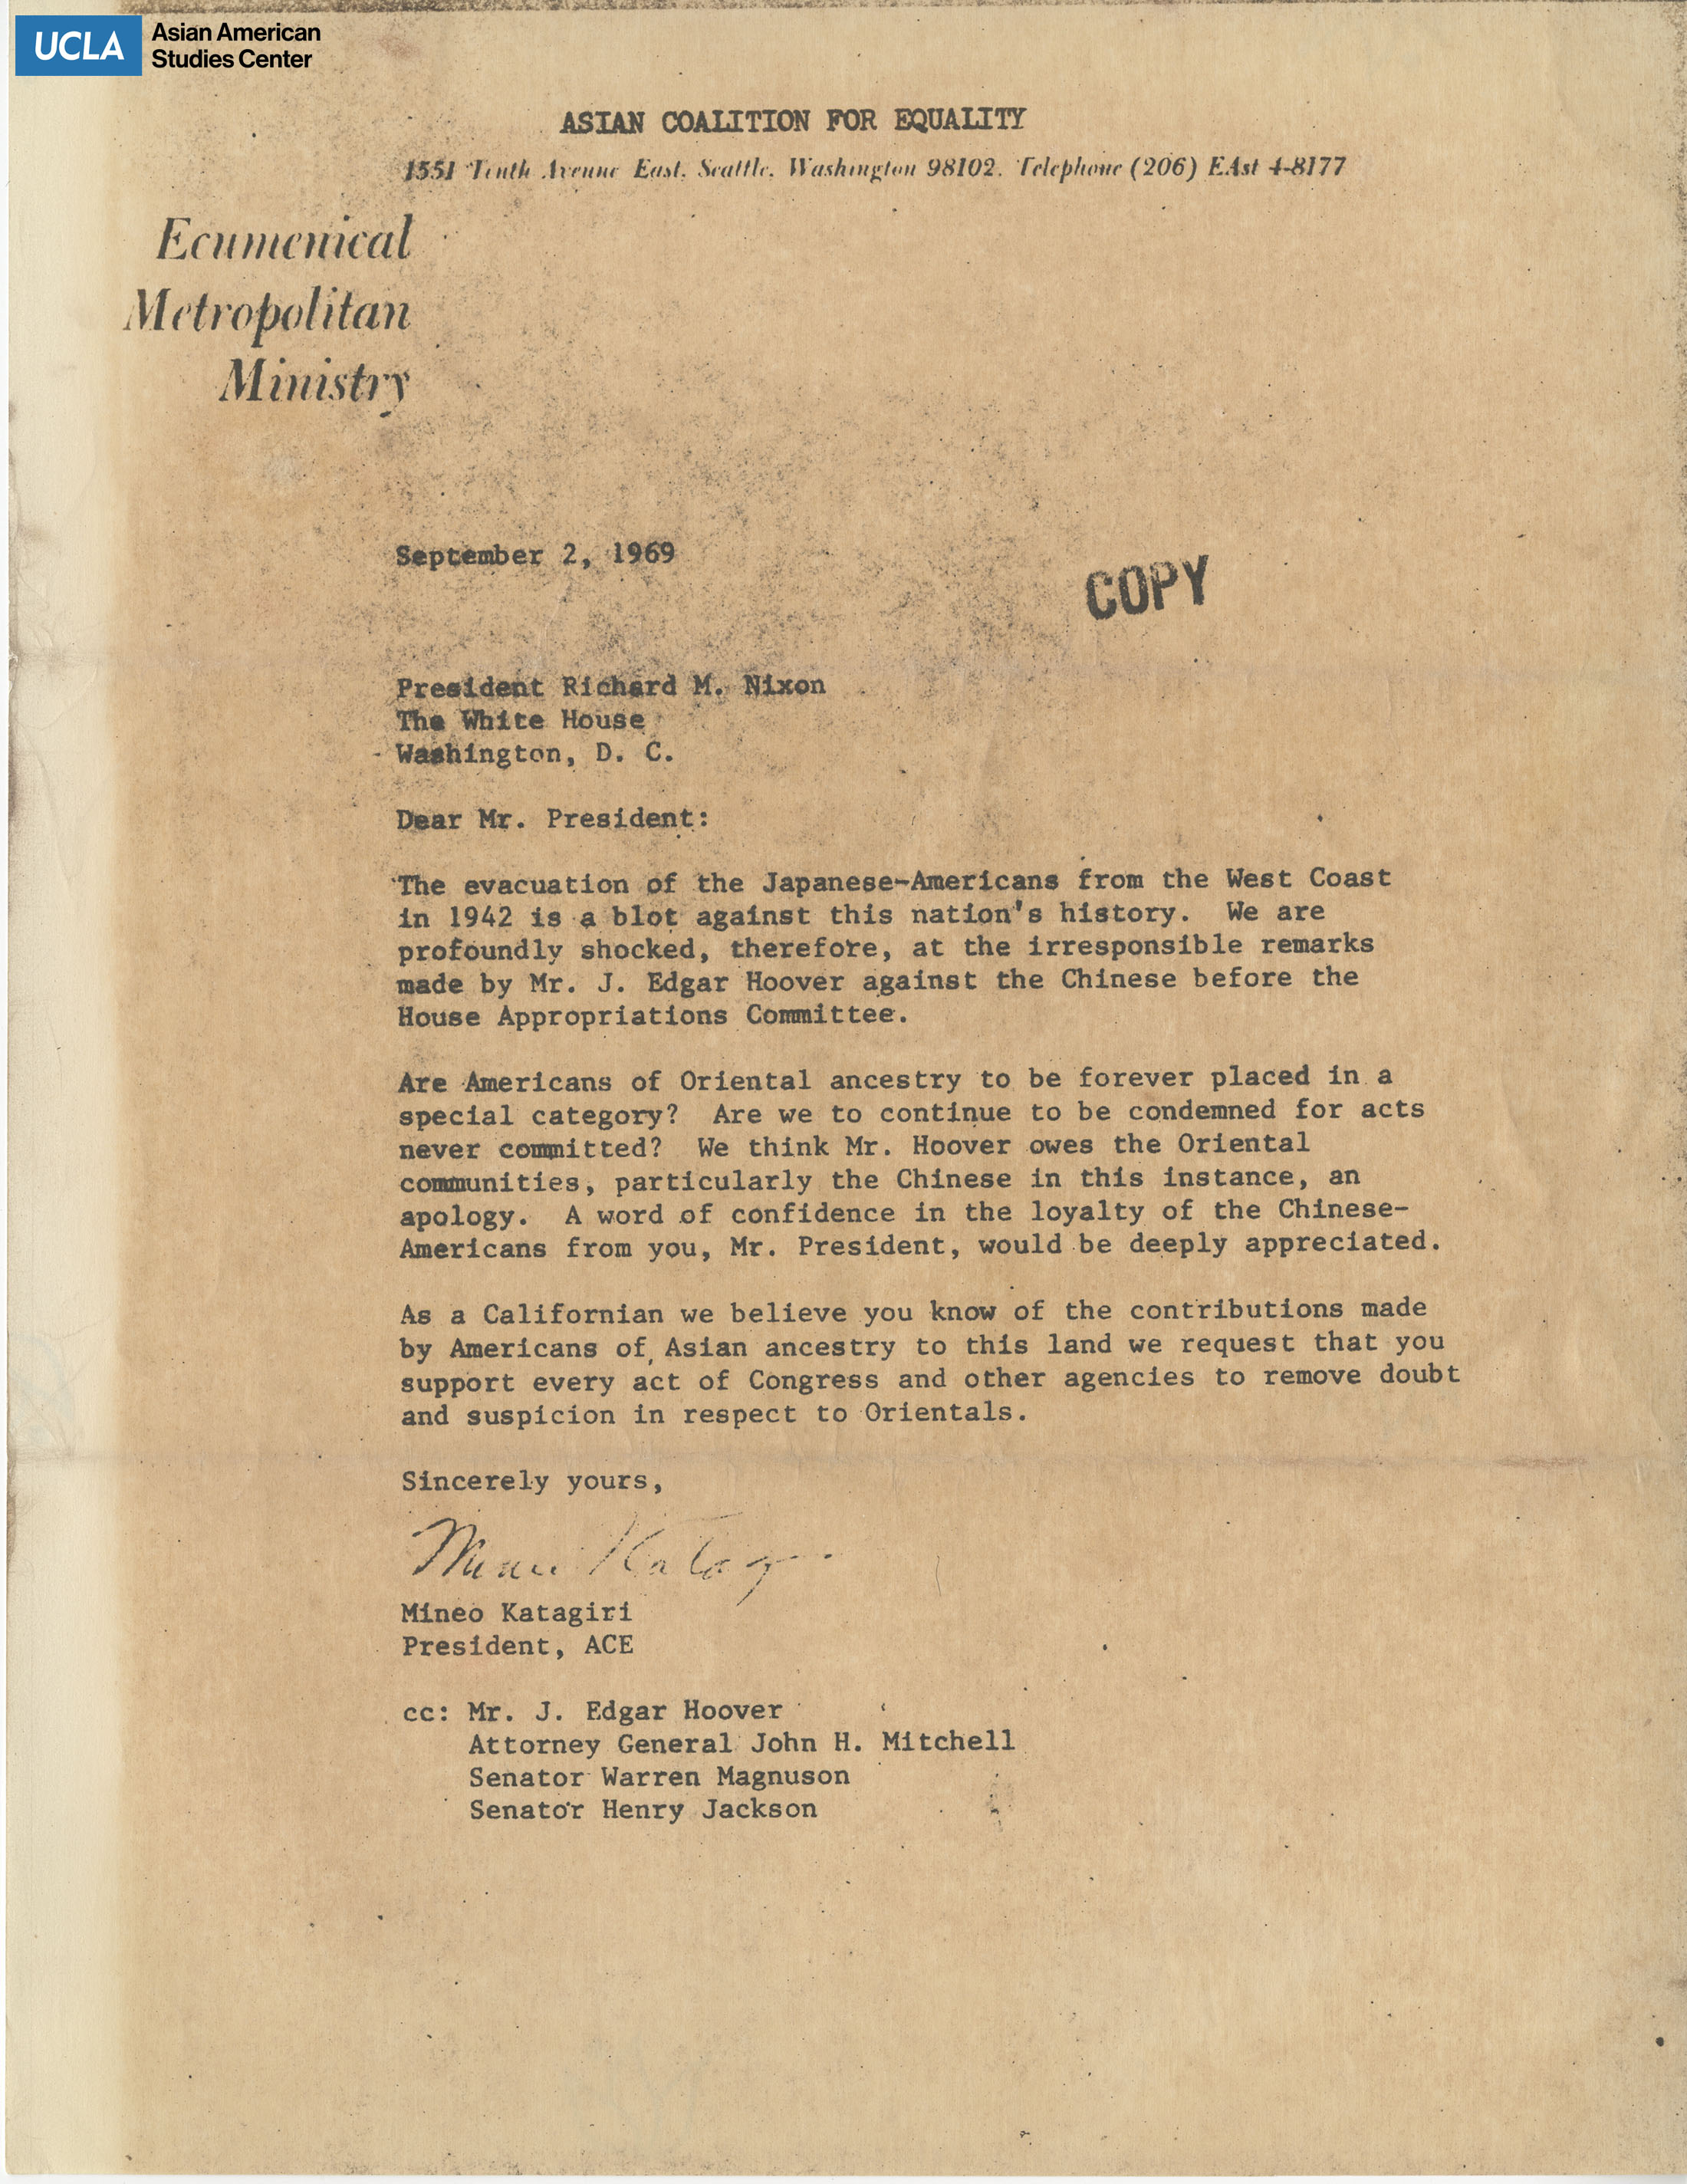 UCLA Asian American
Studies Center
ASIAN COALITION FOR EQUALITY
1551 Tenth Avenue East, Seattle, Washington 98102. Telephone (206) EAst 4-8177
Ecumenical
Metropolitan
Ministry
September 2, 1969
COPY
President Richard M. Nixon
The White House
Washington, D. C.
Dear Mr. President:
The evacuation of the Japanese-Americans from the West Coast
in 1942 is a blot against this nation's history. We are
profoundly shocked, therefore, at the irresponsible remarks
made by Mr. J. Edgar Hoover against the Chinese before the
House Appropriations Committee.
Are Americans of Oriental ancestry to be forever placed in a
special category? Are we to continue to be condemned for acts
never committed? We think Mr. Hoover owes the Oriental
communities, particularly the Chinese in this instance, an
apology. A word of confidence in the loyalty of the Chinese-
Americans from you, Mr. President, would be deeply appreciated.
As a Californian we believe you know of the contributions made
by Americans of Asian ancestry to this land we request that you
support every act of Congress and other agencies to remove doubt
and suspicion in respect to Orientals.
Sincerely yours,
Mineo Katagiri
Mineo Katagiri
President, ACE
cc: Mr. J. Edgar Hoover
Attorney General John H. Mitchell
Senator Warren Magnuson
Senator Henry Jackson